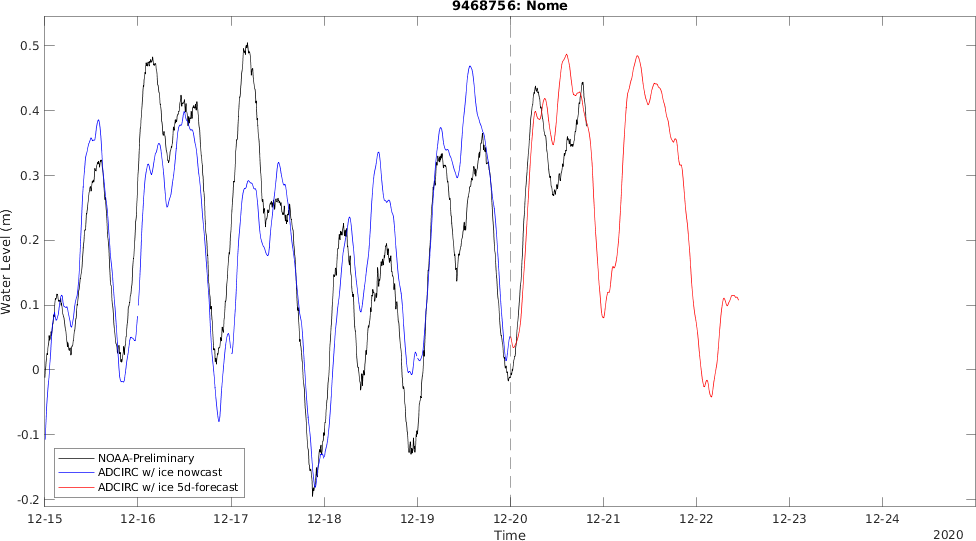 9468756: Nome
Water Level (m)
0.5
0.4
0.3
0.2
0.1
0
-0.1
-0.2
NOAA-Preliminary
ADCIRC w/ ice nowcast
ADCIRC w/ ice 5d-forecast
12-15 12-16 12-17 12-18 12-19 12-20 12-21 12-22 12-23 12-24
Time
2020